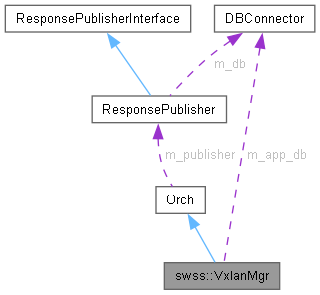 ResponsePublisherInterface
DBConnector
m_db
ResponsePublisher
m_publisher
m_app_db
Orch
swss::VxlanMgr